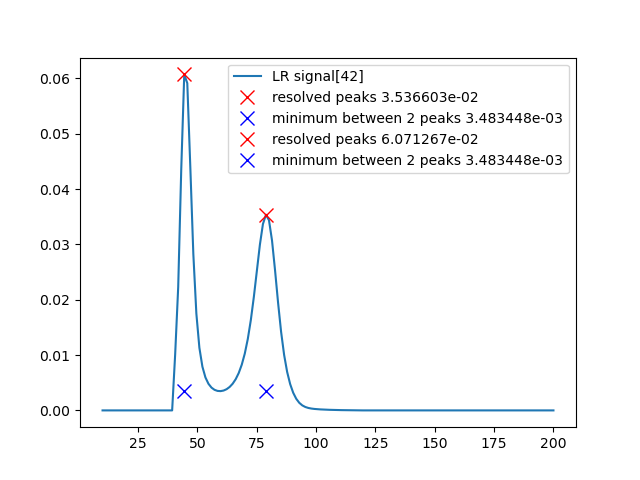 LR signal[42]
resolved peaks 3.536603e-02
minimum between 2 peaks 3.483448e-03
resolved peaks 6.071267e-02
minimum between 2 peaks 3.483448e-03
0.06
0.05
0.04
0.03
0.02
0.01
0.00
25 50 75 100 125 150 175 200